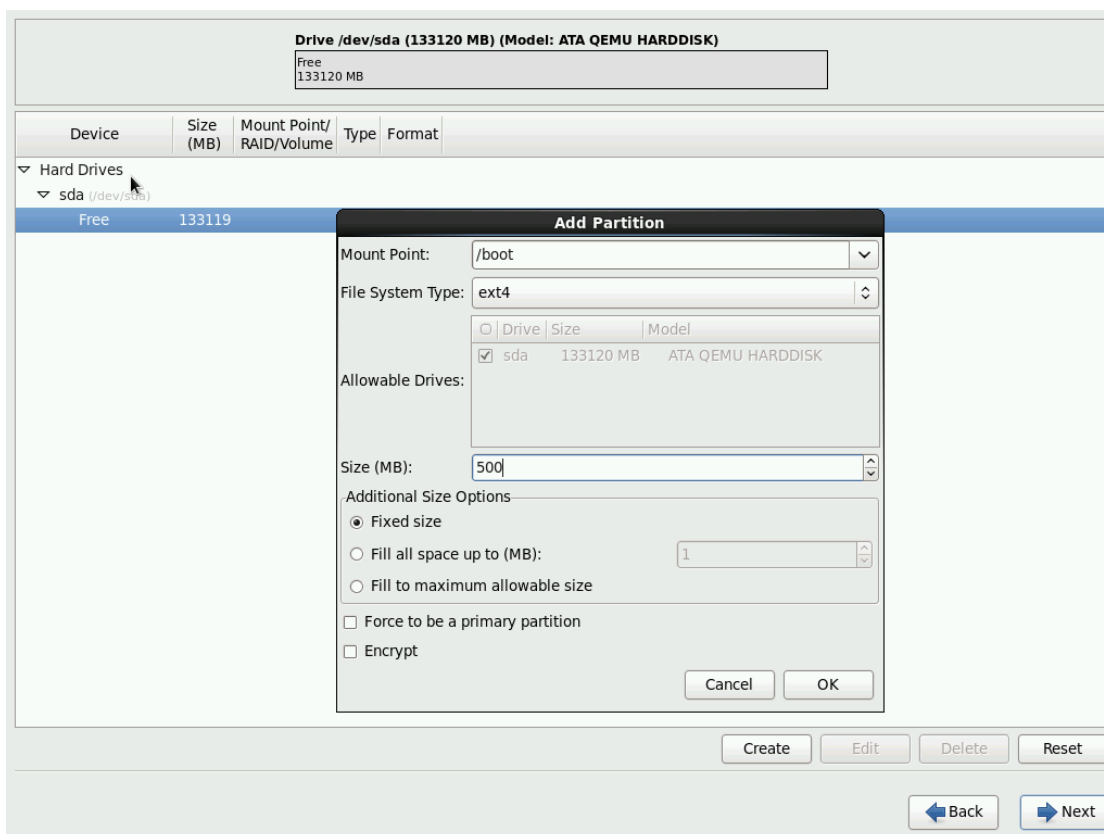 Drive /dev/sda (133120 MB) (Model: ATA QEMU HARDDISK)
Free
133120 MB
Device
Size
(MB)
Mount Point/
RAID/Volume
Type
Format
Hard Drives
sda (/dev/sda)
Free 133119
Add Partition
Mount Point: /boot
File System Type: ext4
Drive Size Model
sda 133120 MB ATA QEMU HARDDISK
Allowable Drives:
Size (MB): 500
Additional Size Options
Fixed size
Fill all space up to (MB): 1
Fill to maximum allowable size
Force to be a primary partition
Encrypt
Cancel OK
Create Edit Delete Reset
Back Next